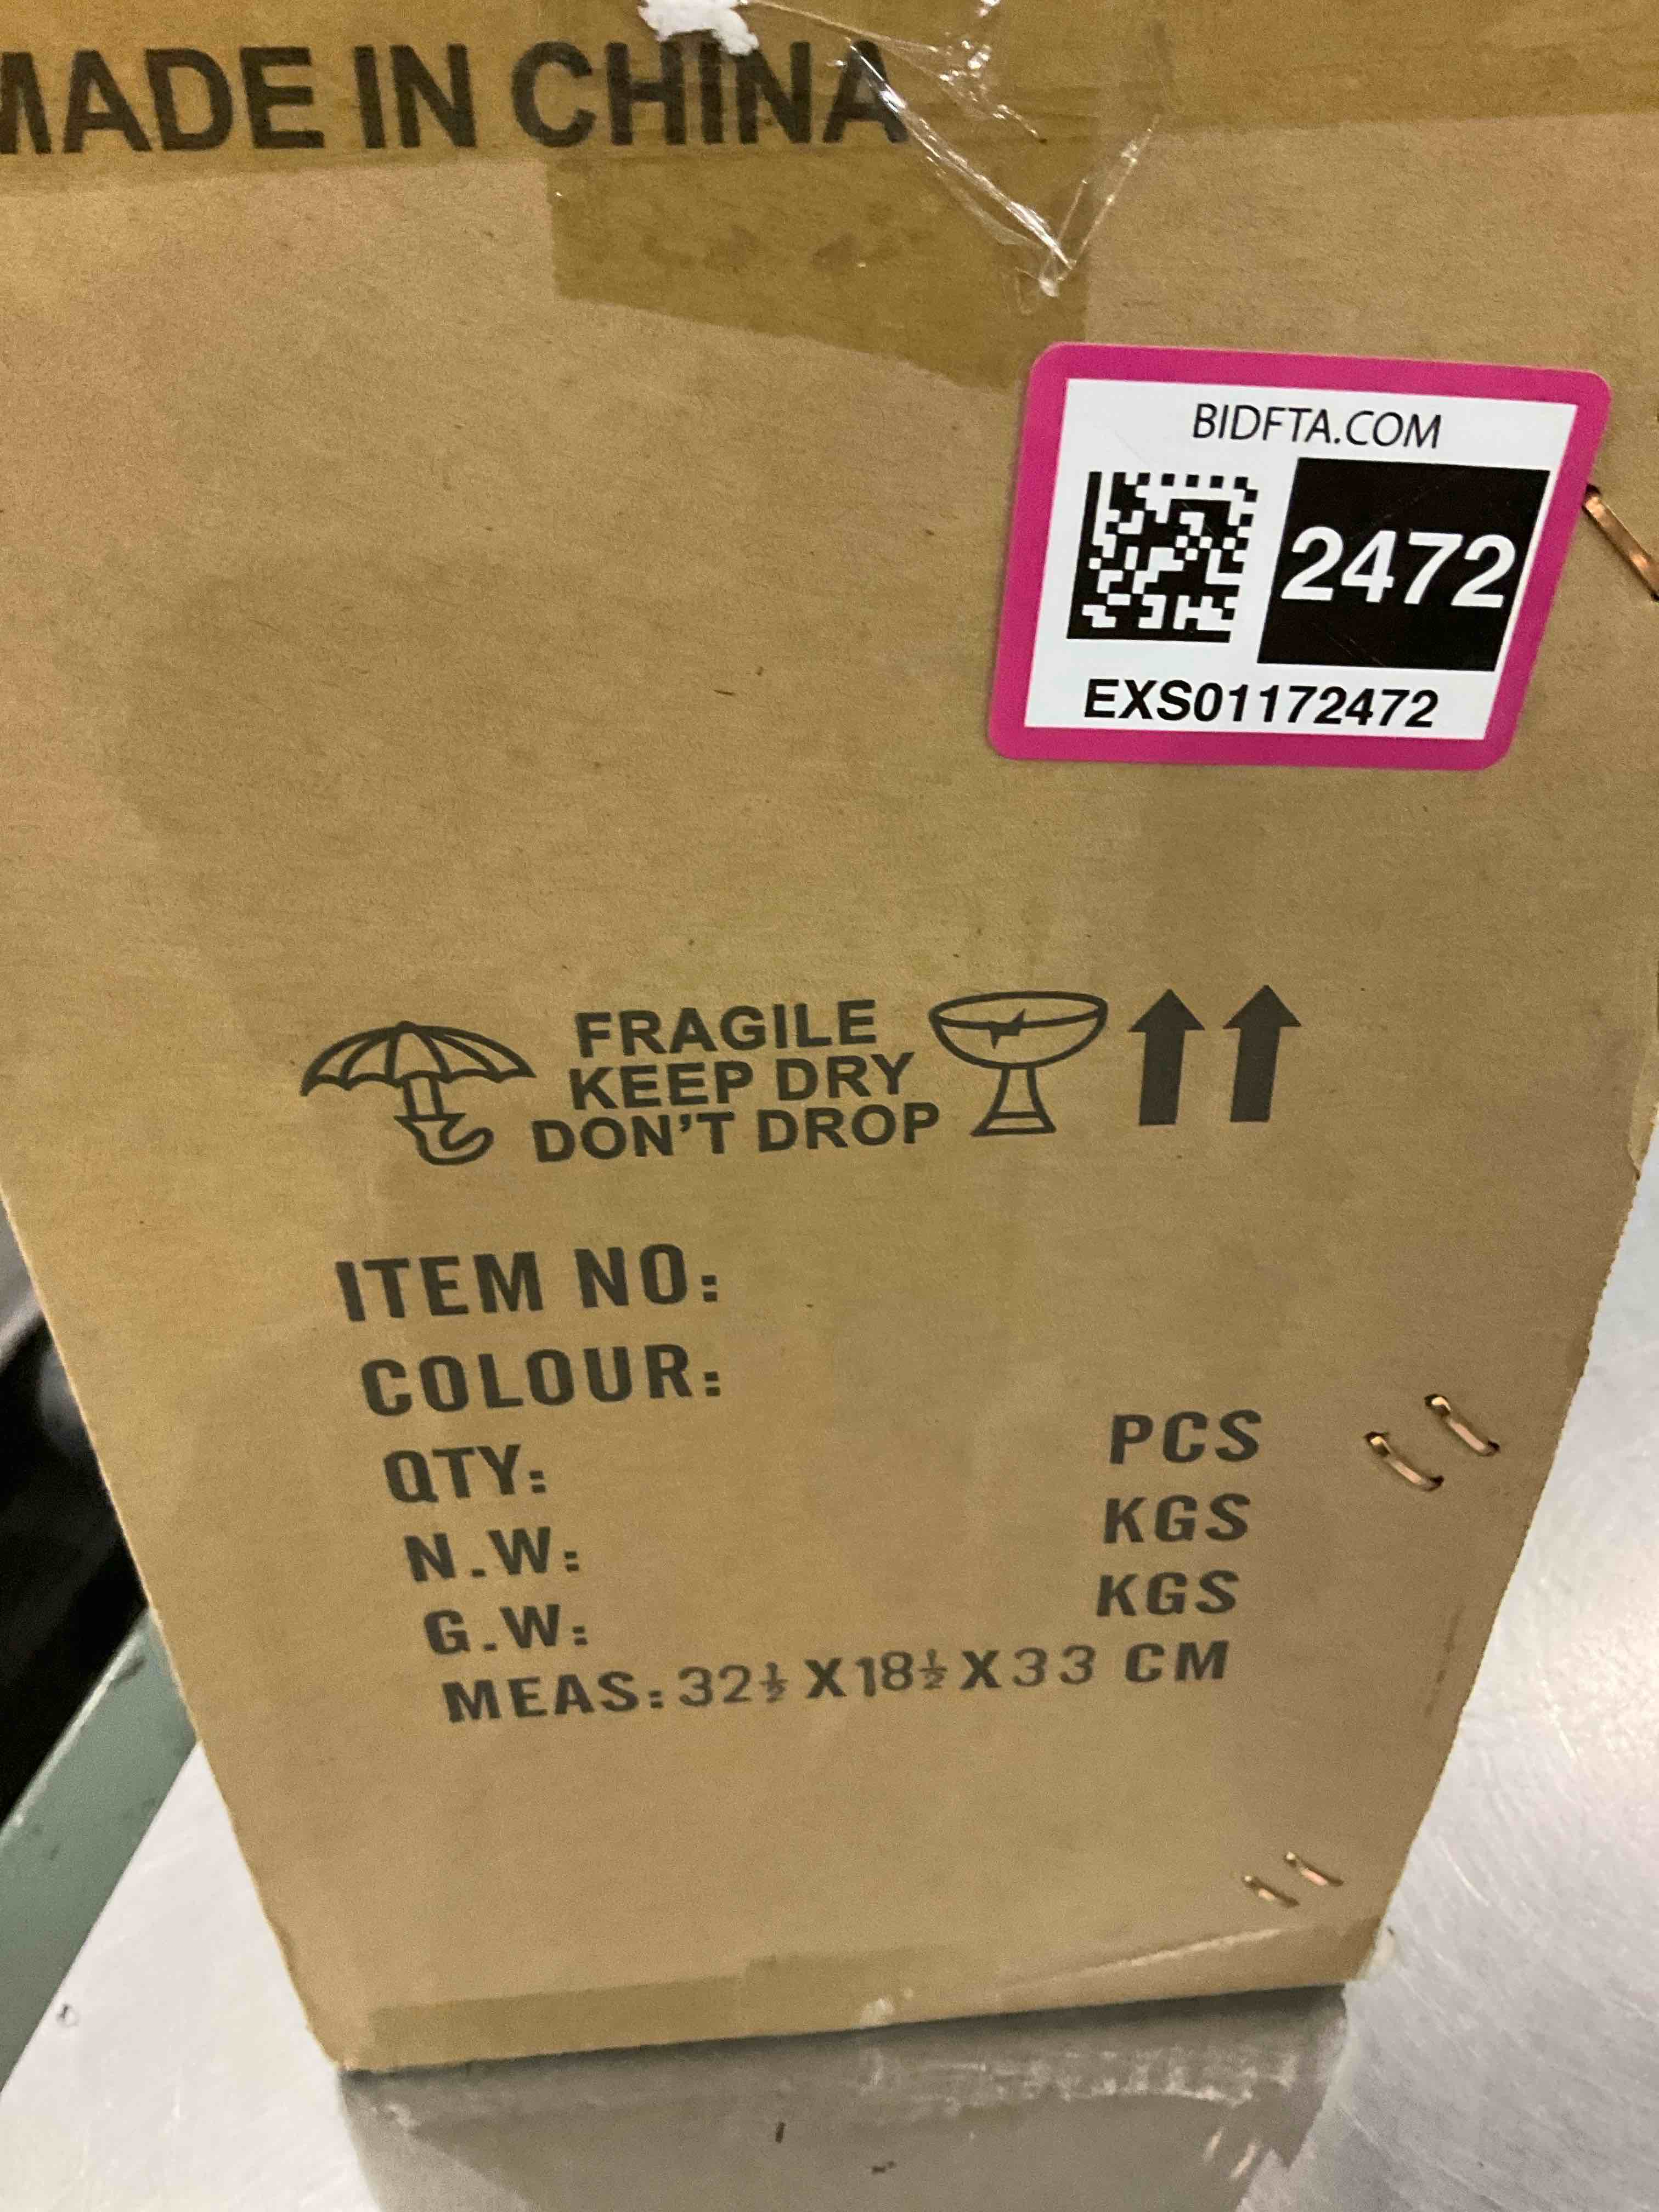 MADE IN CHINA
BIDFTA.COM
2472
EXS01172472
FRAGILE
KEEP DRY
DON'T DROP
ITEM NO:
COLOUR:
QTY: PCS
N.W: KGS
G.W: KGS
MEAS: 32½ X 18½ X 33 CM